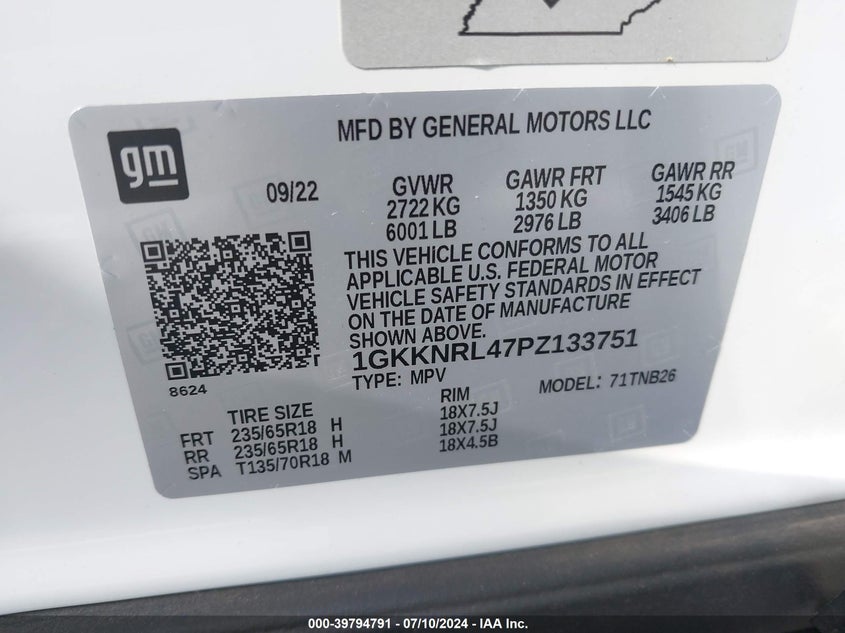 gm
MFD BY GENERAL MOTORS LLC
09/22
GVWR GAWR FRT GAWR RR
2722 KG 1350 KG 1545 KG
6001 LB 2976 LB 3406 LB
THIS VEHICLE CONFORMS TO ALL
APPLICABLE U.S. FEDERAL MOTOR
VEHICLE SAFETY STANDARDS IN EFFECT
ON THE DATE OF MANUFACTURE
SHOWN ABOVE.
1GKKNRL47PZ133751
8624
TYPE: MPV MODEL: 71TNB26
TIRE SIZE RIM
FRT 235/65R18 H 18X7.5J
RR 235/65R18 H 18X7.5J
SPA T135/70R18 M 18X4.5B
000-39794791 - 07/10/2024 - IAA Inc.